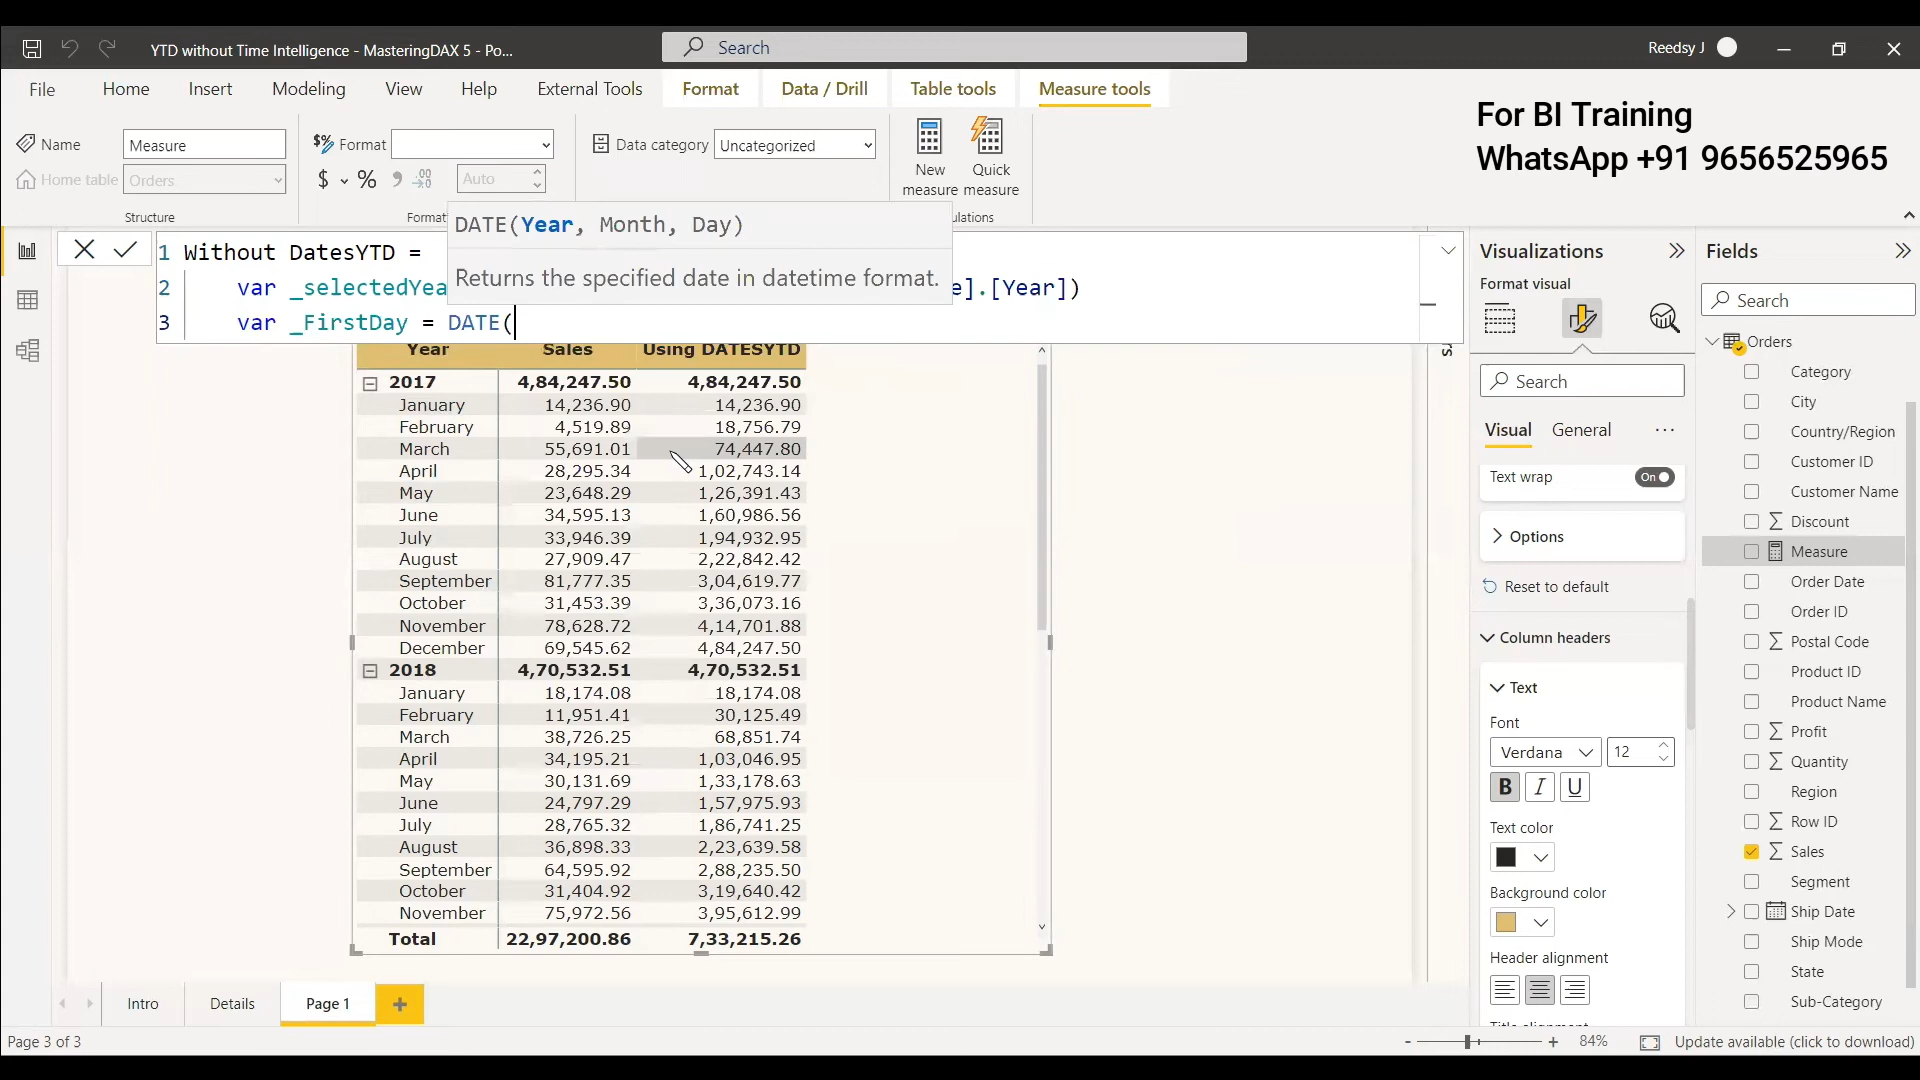 YTD without Time Intelligence - MasteringDAX 5 - Po...
Search
Reedsy J
File Home Insert Modeling View Help External Tools Format Data / Drill Table tools Measure tools
For BI Training
WhatsApp +91 9656525965
Name Measure
Format
Data category Uncategorized
New measure
Quick measure
Home table Orders
$ % Auto
Structure
DATE(Year, Month, Day)
Returns the specified date in datetime format.
1 Without DatesYTD =
2 var _selectedYea e].[Year])
3 var _FirstDay = DATE(
Year Sales Using DATESYTD
2017 4,84,247.50 4,84,247.50
January 14,236.90 14,236.90
February 4,519.89 18,756.79
March 55,691.01 74,447.80
April 28,295.34 1,02,743.14
May 23,648.29 1,26,391.43
June 34,595.13 1,60,986.56
July 33,946.39 1,94,932.95
August 27,909.47 2,22,842.42
September 81,777.35 3,04,619.77
October 31,453.39 3,36,073.16
November 78,628.72 4,14,701.88
December 69,545.62 4,84,247.50
2018 4,70,532.51 4,70,532.51
January 18,174.08 18,174.08
February 11,951.41 30,125.49
March 38,726.25 68,851.74
April 34,195.21 1,03,046.95
May 30,131.69 1,33,178.63
June 24,797.29 1,57,975.93
July 28,765.32 1,86,741.25
August 36,898.33 2,23,639.58
September 64,595.92 2,88,235.50
October 31,404.92 3,19,640.42
November 75,972.56 3,95,612.99
Total 22,97,200.86 7,33,215.26
Visualizations
Format visual
Search
Visual General ...
Text wrap On
Options
Reset to default
Column headers
Text
Font
Verdana 12
B I U
Text color
Background color
Header alignment
Fields
Search
Orders
Category
City
Country/Region
Customer ID
Customer Name
Discount
Measure
Order Date
Order ID
Postal Code
Product ID
Product Name
Profit
Quantity
Region
Row ID
Sales
Segment
Ship Date
Ship Mode
State
Sub-Category
Intro Details Page 1 +
Page 3 of 3
- + 84%
Update available (click to download)